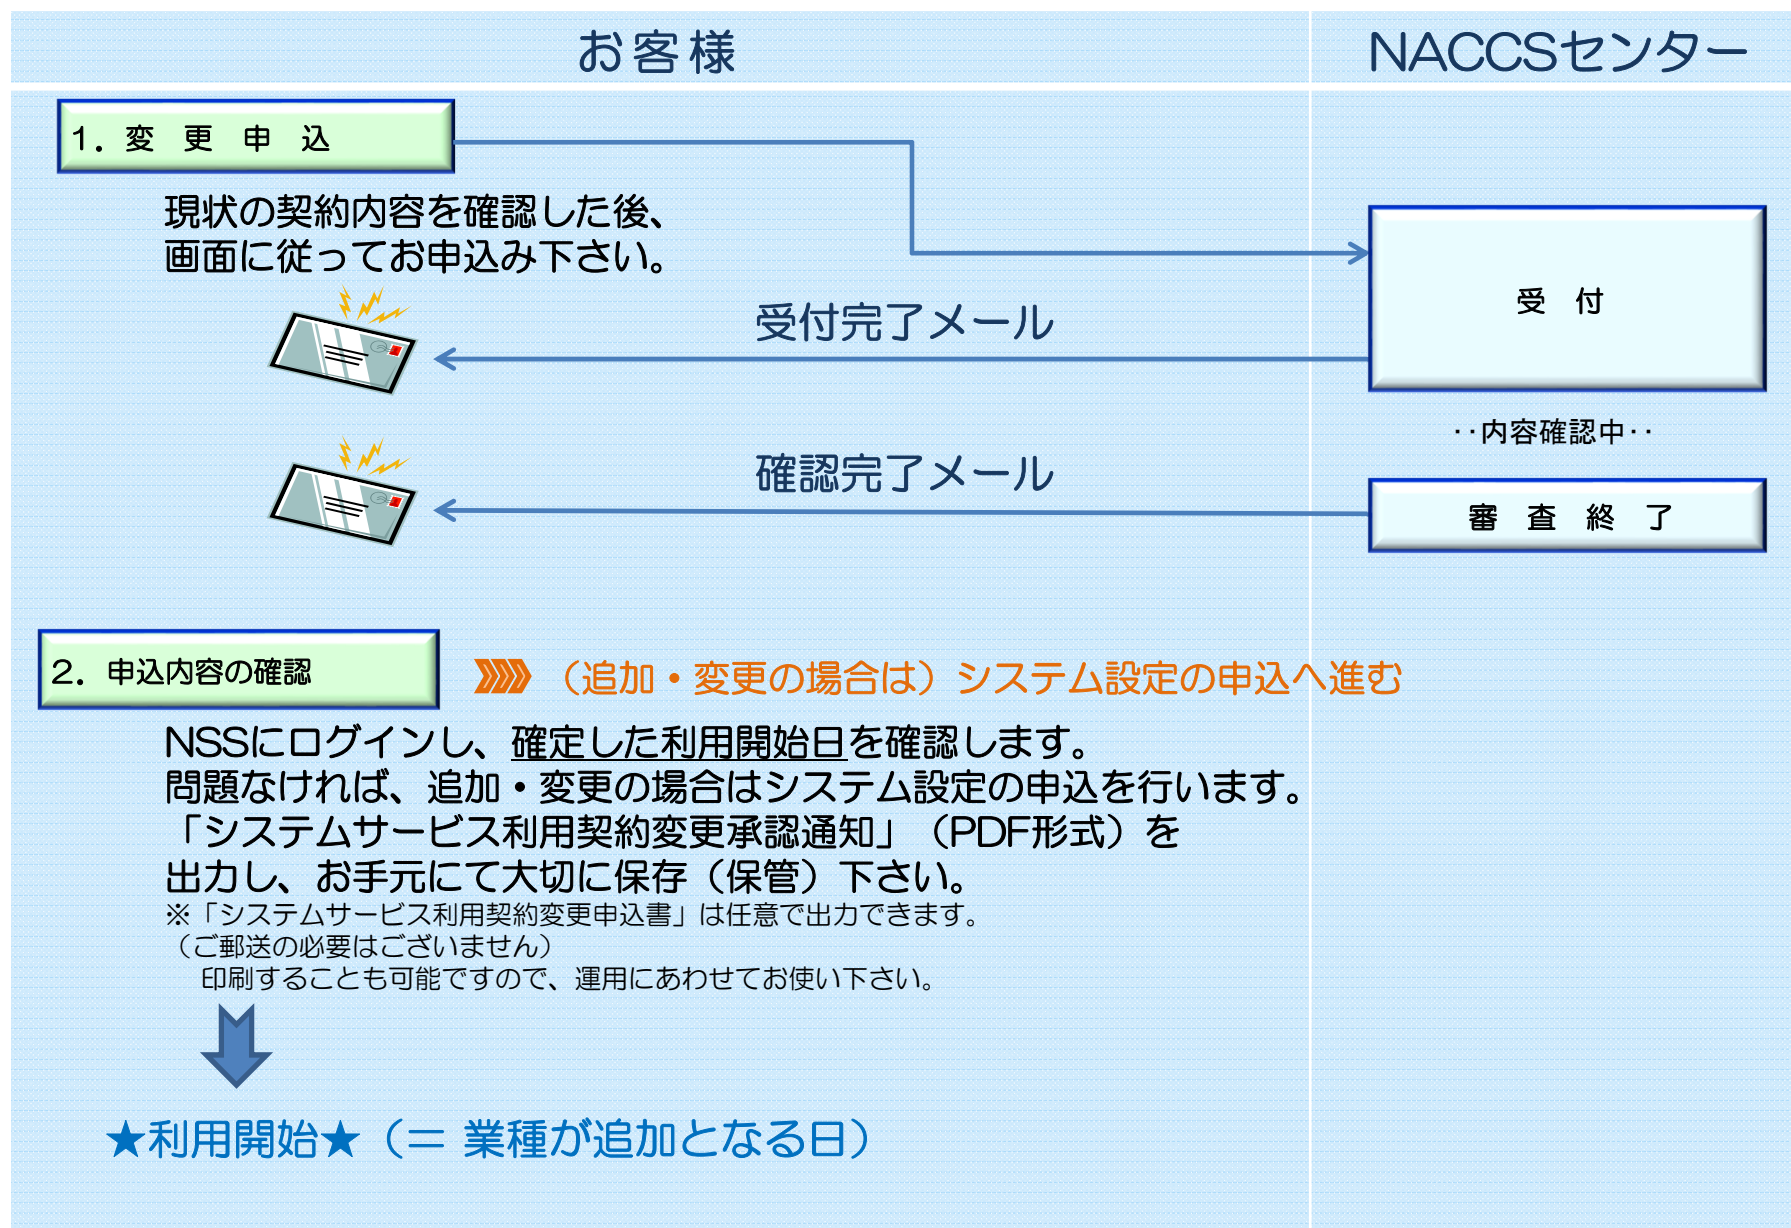 お客様
NACCSセンター
1．変 更 申 込
現状の契約内容を確認した後、
画面に従ってお申込み下さい。
受 付
受付完了メール
‥内容確認中‥
確認完了メール
審 査 終 了
2．申込内容の確認
（追加・変更の場合は）システム設定の申込へ進む
NSSにログインし、確定した利用開始日を確認します。
問題なければ、追加・変更の場合はシステム設定の申込を行います。
「システムサービス利用契約変更承認通知」（PDF形式）を
出力し、お手元にて大切に保存（保管）下さい。
※「システムサービス利用契約変更申込書」は任意で出力できます。
（ご郵送の必要はございません）
印刷することも可能ですので、運用にあわせてお使い下さい。
★利用開始★（＝ 業種が追加となる日）